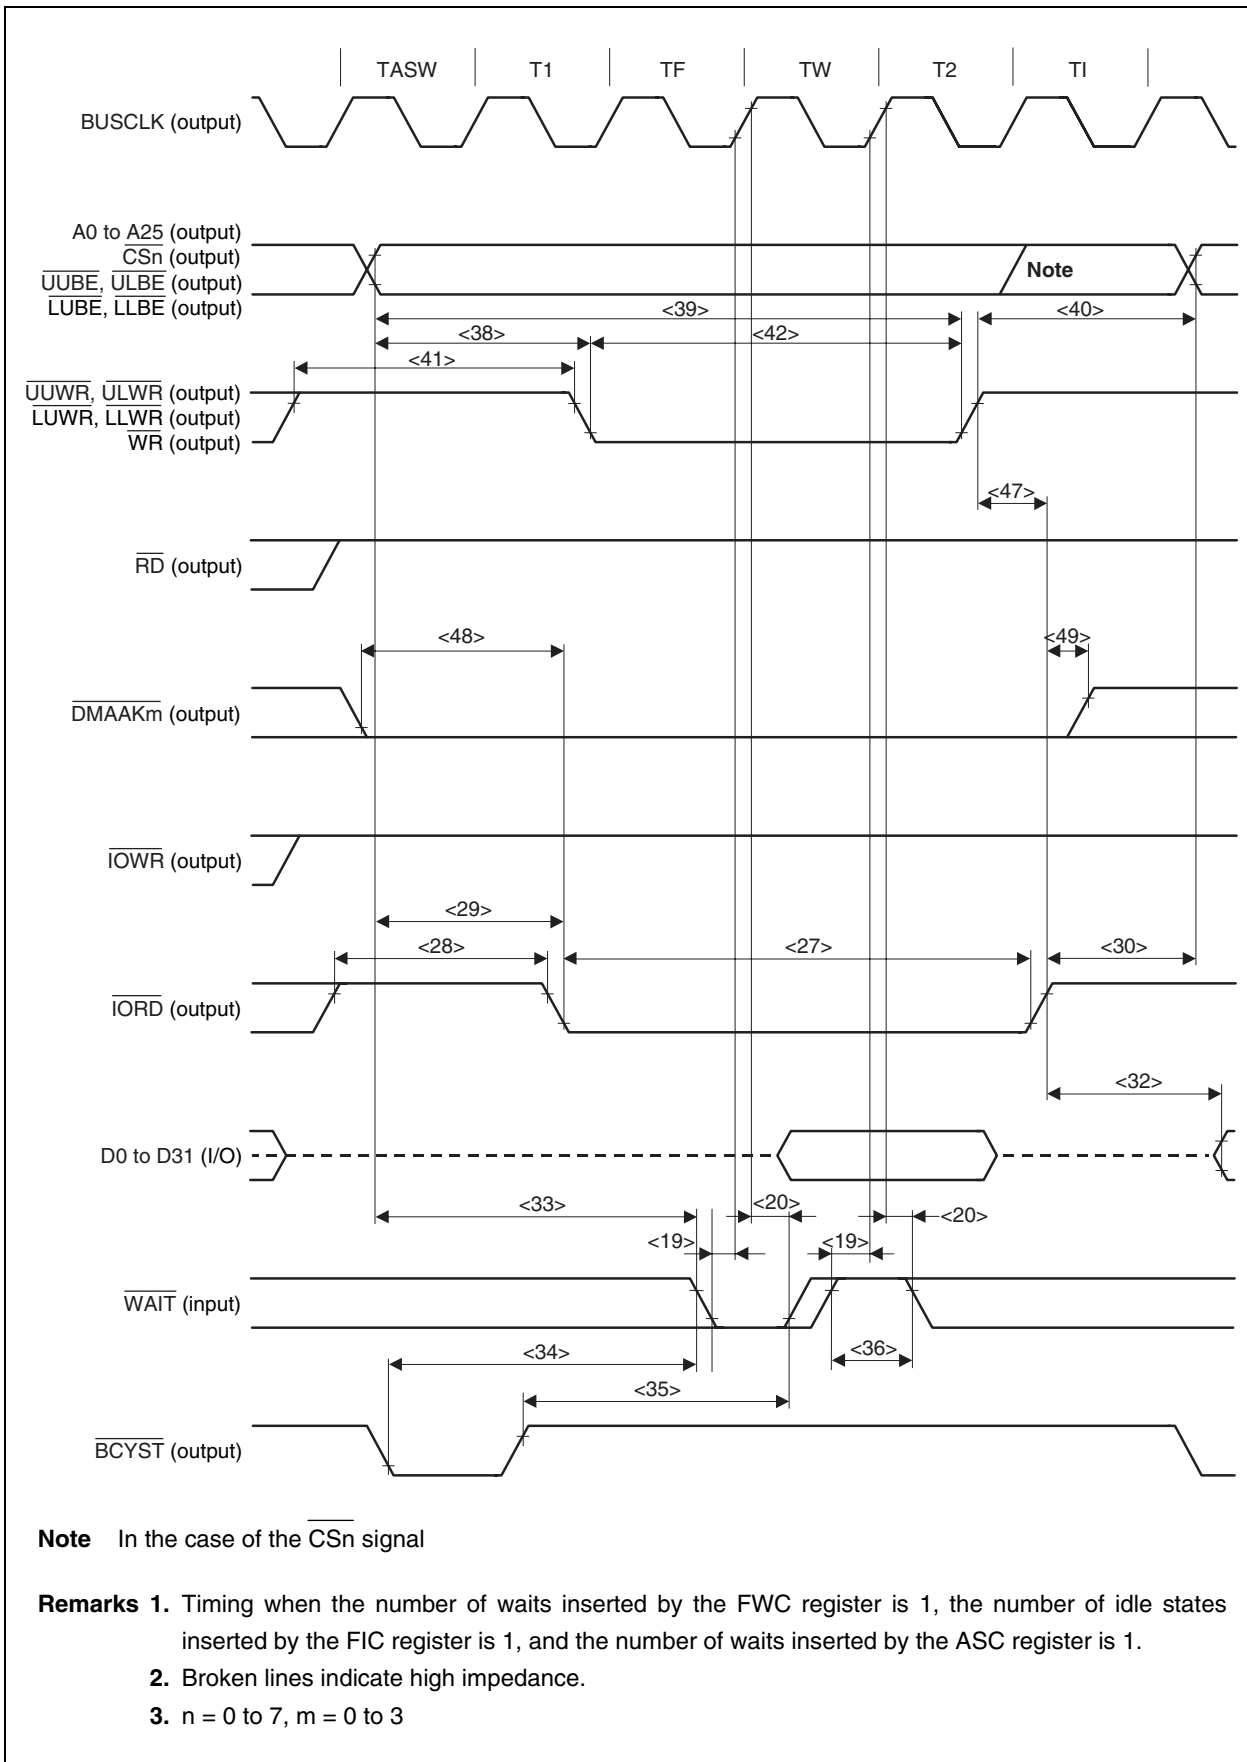 TASW T1 TF TW T2 TI
BUSCLK (output)
A0 to A25 (output)
CSn (output)
UUBE, ULBE (output)
LUBE, LLBE (output)
Note
<39>
<40>
<38>
<42>
<41>
UUWR, ULWR (output)
LUWR, LLWR (output)
WR (output)
<47>
RD (output)
<48>
<49>
DMAAKm (output)
IOWR (output)
<29>
<28>
<27>
<30>
IORD (output)
<32>
D0 to D31 (I/O)
<33>
<20>
<20>
<19>
<19>
WAIT (input)
<34>
<36>
<35>
BCYST (output)
Note In the case of the CSn signal
Remarks 1. Timing when the number of waits inserted by the FWC register is 1, the number of idle states
inserted by the FIC register is 1, and the number of waits inserted by the ASC register is 1.
2. Broken lines indicate high impedance.
3. n = 0 to 7, m = 0 to 3